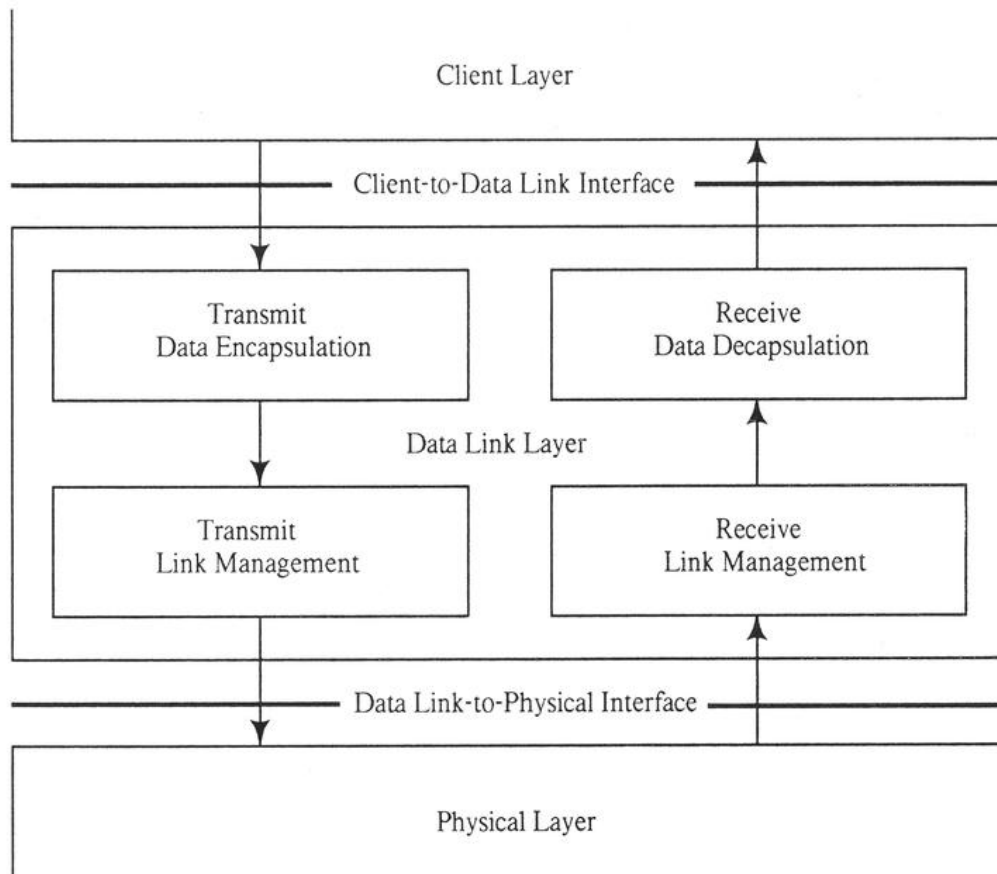 Client Layer
Client-to-Data Link Interface
Transmit
Data Encapsulation
Receive
Data Decapsulation
Data Link Layer
Transmit
Link Management
Receive
Link Management
Data Link-to-Physical Interface
Physical Layer